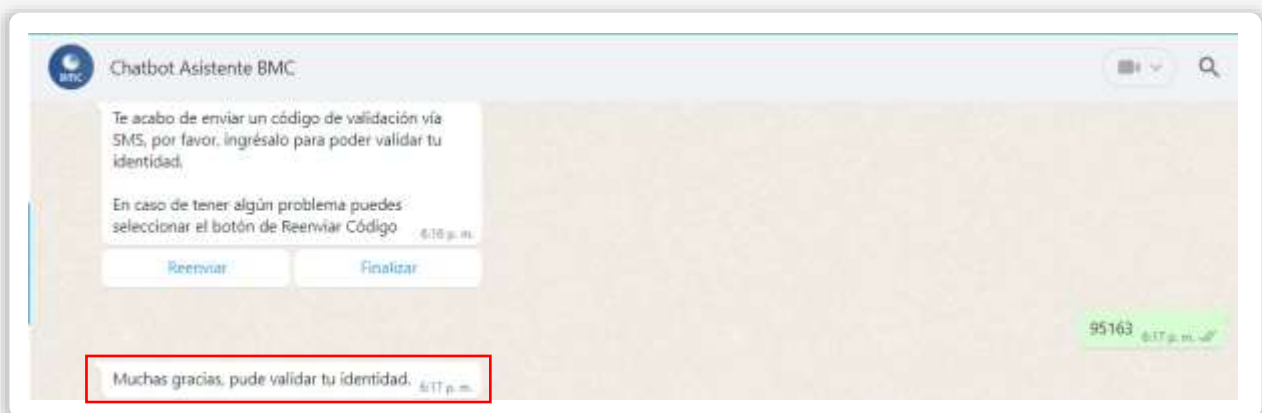 BMC
Chatbot Asistente BMC
Te acabo de enviar un código de validación vía
SMS, por favor, ingrésalo para poder validar tu
identidad.
En caso de tener algún problema puedes
seleccionar el botón de Reenviar Código
6:16 p. m.
Reenviar
Finalizar
95163
6:17 p. m.
Muchas gracias, pude validar tu identidad.
6:17 p. m.